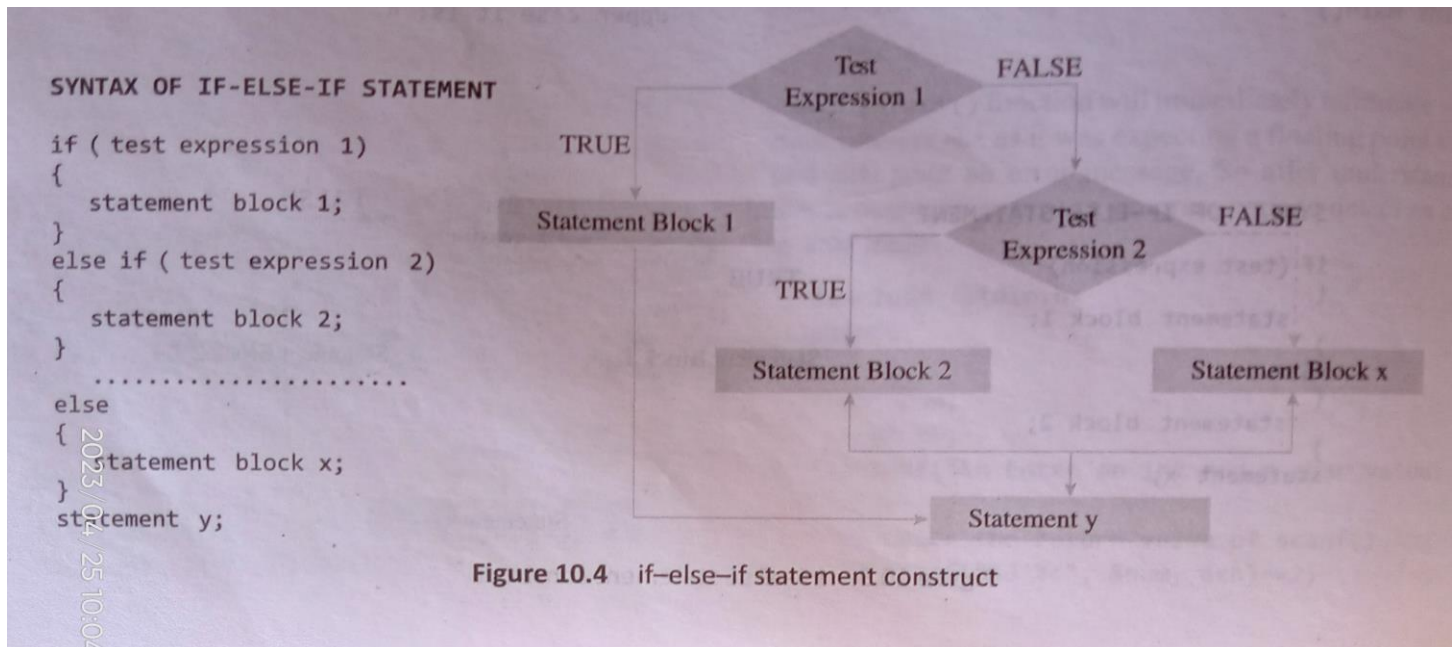 SYNTAX OF IF-ELSE-IF STATEMENT
if ( test expression 1)
{
statement block 1;
}
else if ( test expression 2)
{
statement block 2;
}
........................
else
{
statement block x;
}
statement y;
Test
Expression 1
FALSE
TRUE
Statement Block 1
Test
Expression 2
FALSE
TRUE
Statement Block 2
Statement Block x
Statement y
Figure 10.4 if–else–if statement construct
2023/04 25 10:04